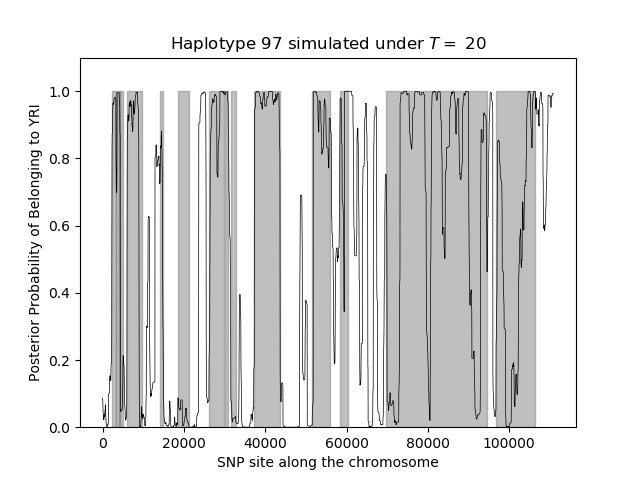 Haplotype 97 simulated under T = 20
Posterior Probability of Belonging to YRI
1.0
0.8
0.6
0.4
0.2
0.0
0 20000 40000 60000 80000 100000
SNP site along the chromosome